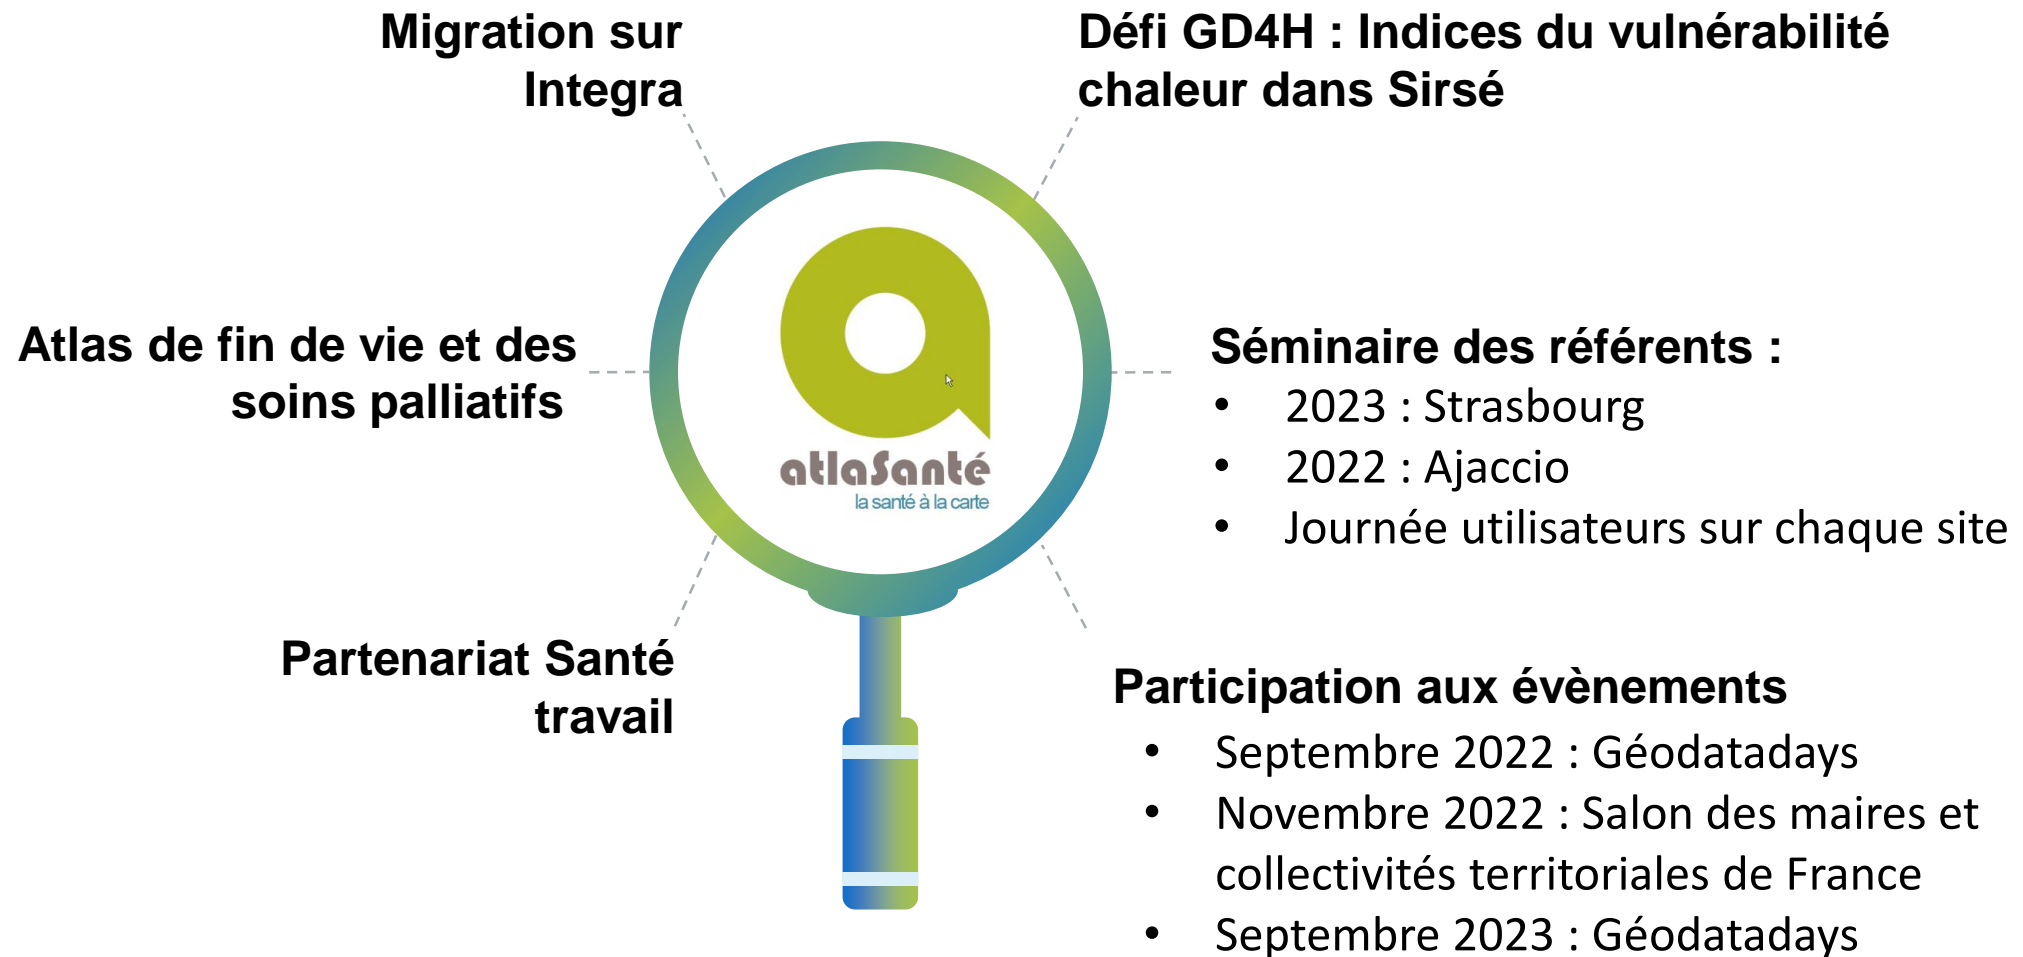 Migration sur
Integra
Défi GD4H : Indices du vulnérabilité
chaleur dans Sirsé
Atlas de fin de vie et des
soins palliatifs
atlaSanté
la santé à la carte
Séminaire des référents :
• 2023 : Strasbourg
• 2022 : Ajaccio
• Journée utilisateurs sur chaque site
Partenariat Santé
travail
Participation aux évènements
• Septembre 2022 : Géodatadays
• Novembre 2022 : Salon des maires et
collectivités territoriales de France
• Septembre 2023 : Géodatadays